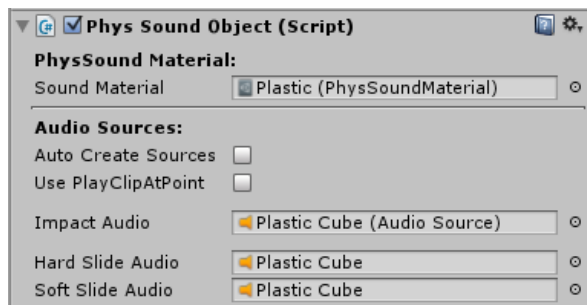 Phys Sound Object (Script)
PhysSound Material:
Sound Material Plastic (PhysSoundMaterial)
Audio Sources:
Auto Create Sources
Use PlayClipAtPoint
Impact Audio Plastic Cube (Audio Source)
Hard Slide Audio Plastic Cube
Soft Slide Audio Plastic Cube